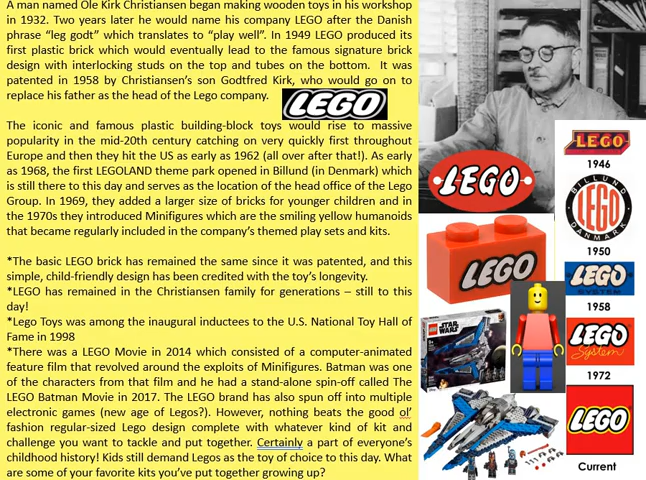 A man named Ole Kirk Christiansen began making wooden toys in his workshop
in 1932. Two years later he would name his company LEGO after the Danish
phrase “leg godt” which translates to “play well”. In 1949 LEGO produced its
first plastic brick which would eventually lead to the famous signature brick
design with interlocking studs on the top and tubes on the bottom. It was
patented in 1958 by Christiansen’s son Godtfred Kirk, who would go on to
replace his father as the head of the Lego company.
LEGO
The iconic and famous plastic building-block toys would rise to massive
popularity in the mid-20th century catching on very quickly first throughout
Europe and then they hit the US as early as 1962 (all over after that!). As early
as 1968, the first LEGOLAND theme park opened in Billund (in Denmark) which
is still there to this day and serves as the location of the head office of the Lego
Group. In 1969, they added a larger size of bricks for younger children and in
the 1970s they introduced Minifigures which are the smiling yellow humanoids
that became regularly included in the company’s themed play sets and kits.
*The basic LEGO brick has remained the same since it was patented, and this
simple, child-friendly design has been credited with the toy’s longevity.
*LEGO has remained in the Christiansen family for generations – still to this
day!
*Lego Toys was among the inaugural inductees to the U.S. National Toy Hall of
Fame in 1998
*There was a LEGO Movie in 2014 which consisted of a computer-animated
feature film that revolved around the exploits of Minifigures. Batman was one
of the characters from that film and he had a stand-alone spin-off called The
LEGO Batman Movie in 2017. The LEGO brand has also spun off into multiple
electronic games (new age of Legos?). However, nothing beats the good ol’
fashion regular-sized Lego design complete with whatever kind of kit and
challenge you want to tackle and put together. Certainly a part of everyone’s
childhood history! Kids still demand Legos as the toy of choice to this day. What
are some of your favorite kits you’ve put together growing up?
LEGO
LEGO
STAR
WARS
LEGO
1946
BILLUND
LEGO
DANMARK
1950
LEGO
SYSTEM
1958
LEGO
System
1972
LEGO
Current